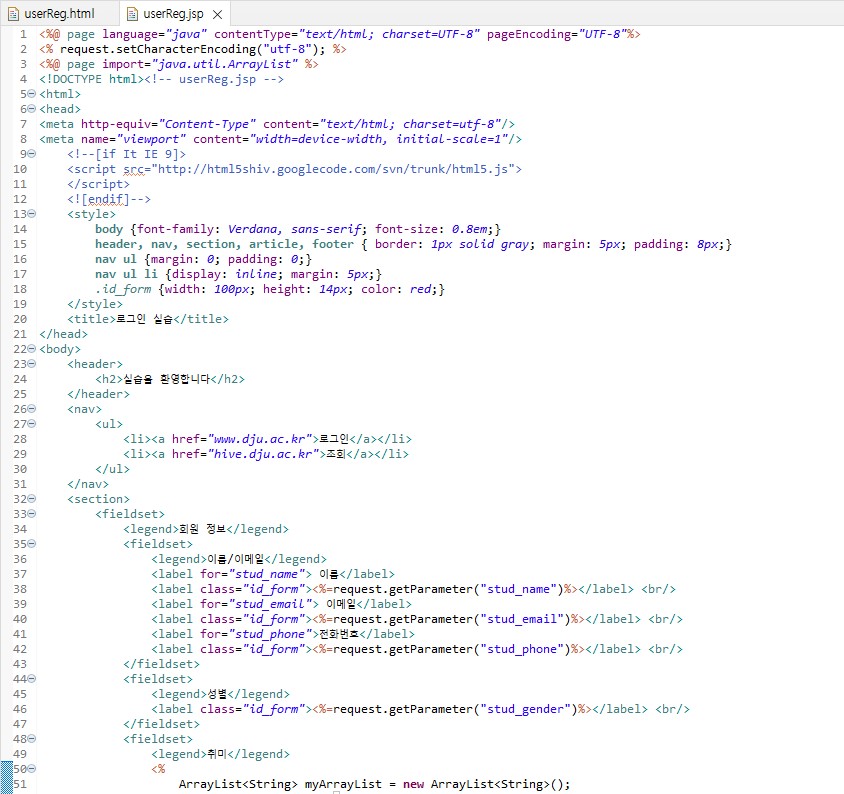 userReg.html userReg.jsp
1 <%@ page language="java" contentType="text/html; charset=UTF-8" pageEncoding="UTF-8"%>
2 <% request.setCharacterEncoding("utf-8"); %>
3 <%@ page import="java.util.ArrayList" %>
4 <!DOCTYPE html><!-- userReg.jsp -->
5 <html>
6 <head>
7 <meta http-equiv="Content-Type" content="text/html; charset=utf-8"/>
8 <meta name="viewport" content="width=device-width, initial-scale=1"/>
9 <!--[if It IE 9]>
10 <script src="http://html5shiv.googlecode.com/svn/trunk/html5.js">
11 </script>
12 <![endif]-->
13 <style>
14 body {font-family: Verdana, sans-serif; font-size: 0.8em;}
15 header, nav, section, article, footer { border: 1px solid gray; margin: 5px; padding: 8px;}
16 nav ul {margin: 0; padding: 0;}
17 nav ul li {display: inline; margin: 5px;}
18 .id_form {width: 100px; height: 14px; color: red;}
19 </style>
20 <title>로그인 실습</title>
21 </head>
22 <body>
23 <header>
24 <h2>실습을 환영합니다</h2>
25 </header>
26 <nav>
27 <ul>
28 <li><a href="www.dju.ac.kr">로그인</a></li>
29 <li><a href="hive.dju.ac.kr">조회</a></li>
30 </ul>
31 </nav>
32 <section>
33 <fieldset>
34 <legend>회원 정보</legend>
35 <fieldset>
36 <legend>이름/이메일</legend>
37 <label for="stud_name"> 이름</label>
38 <label class="id_form"><%=request.getParameter("stud_name")%></label> <br/>
39 <label for="stud_email"> 이메일</label>
40 <label class="id_form"><%=request.getParameter("stud_email")%></label> <br/>
41 <label for="stud_phone">전화번호</label>
42 <label class="id_form"><%=request.getParameter("stud_phone")%></label> <br/>
43 </fieldset>
44 <fieldset>
45 <legend>성별</legend>
46 <label class="id_form"><%=request.getParameter("stud_gender")%></label> <br/>
47 </fieldset>
48 <fieldset>
49 <legend>취미</legend>
50 <%
51 ArrayList<String> myArrayList = new ArrayList<String>();